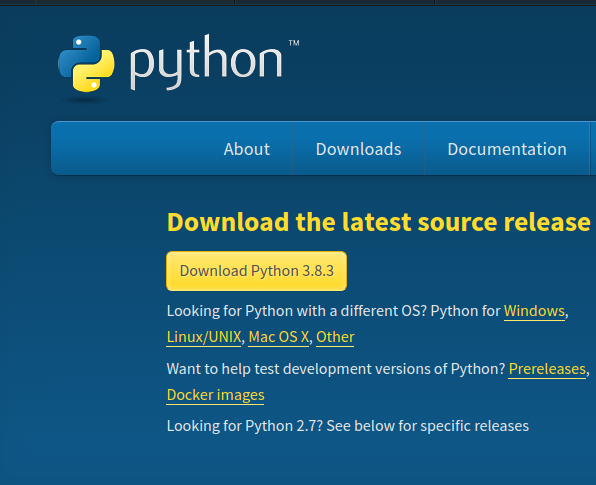 python™
About Downloads Documentation
Download the latest source release
Download Python 3.8.3
Looking for Python with a different OS? Python for Windows,
Linux/UNIX, Mac OS X, Other
Want to help test development versions of Python? Prereleases,
Docker images
Looking for Python 2.7? See below for specific releases